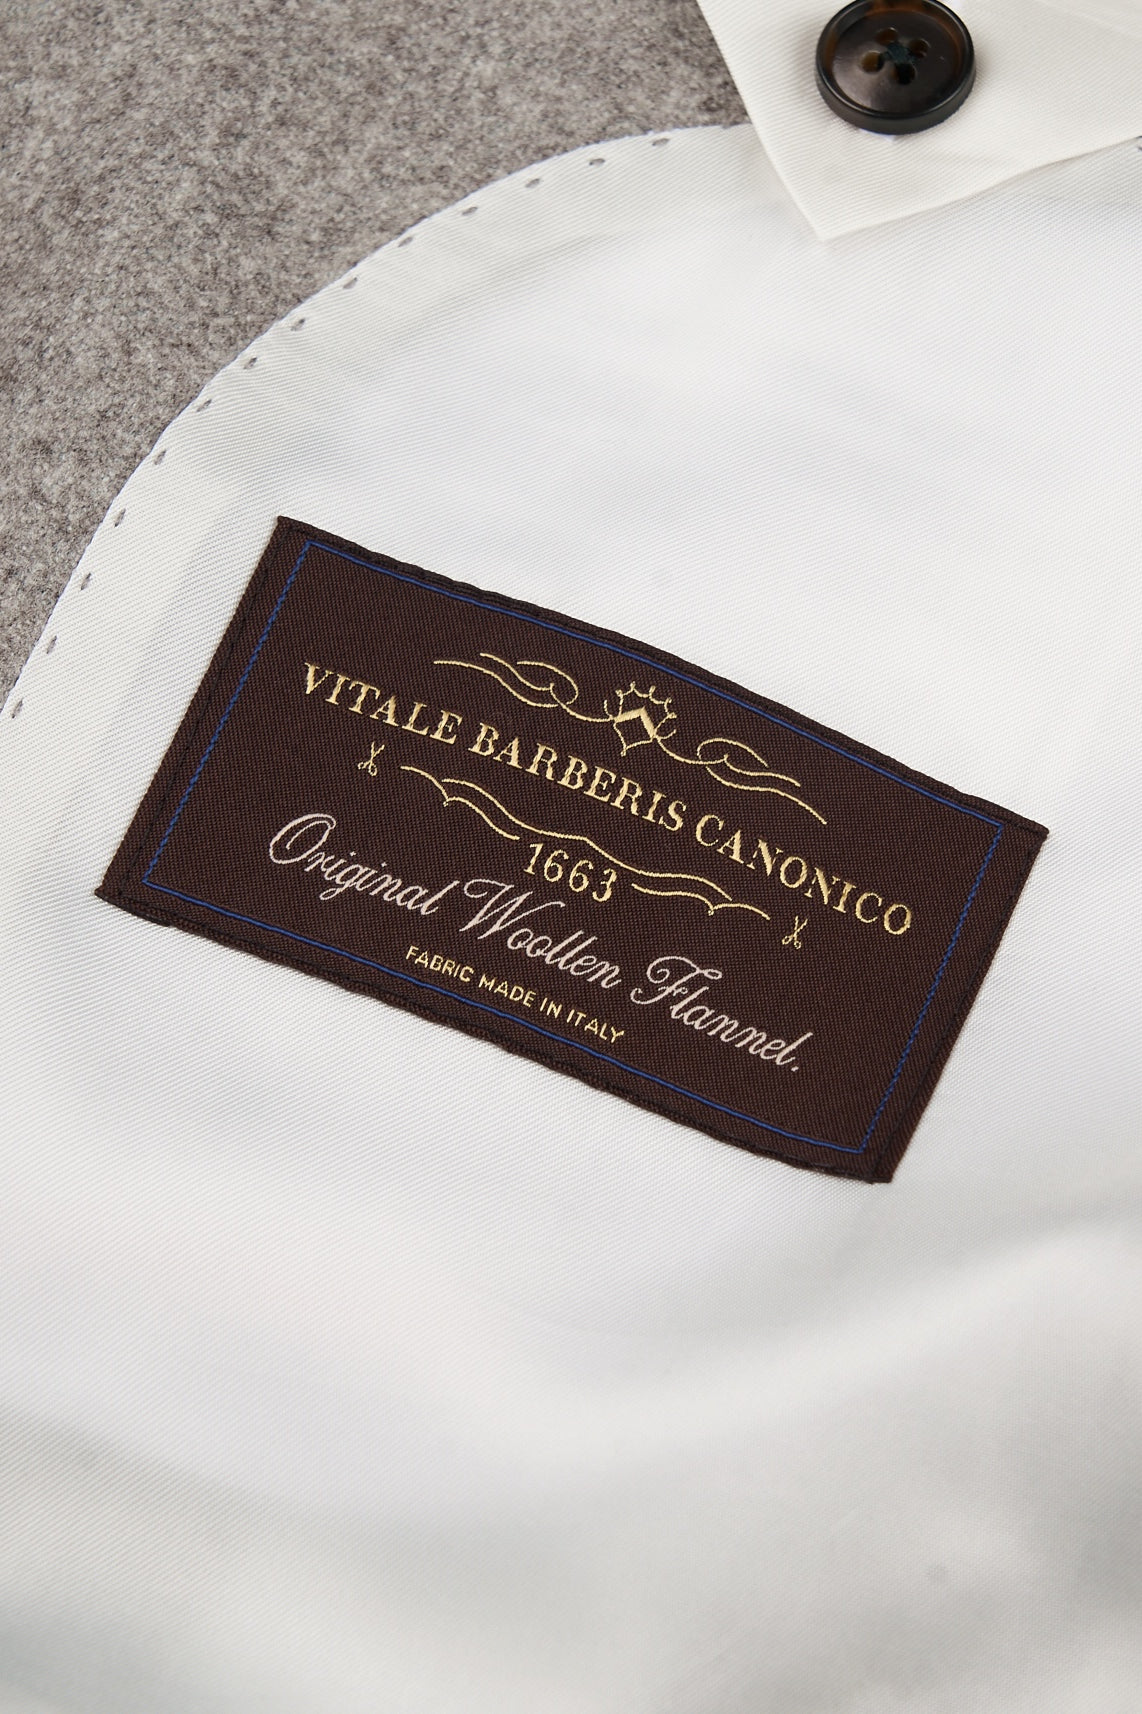 VITALE BARBERIS CANONICO
1663
Original Woollen Flannel.
FABRIC MADE IN ITALY